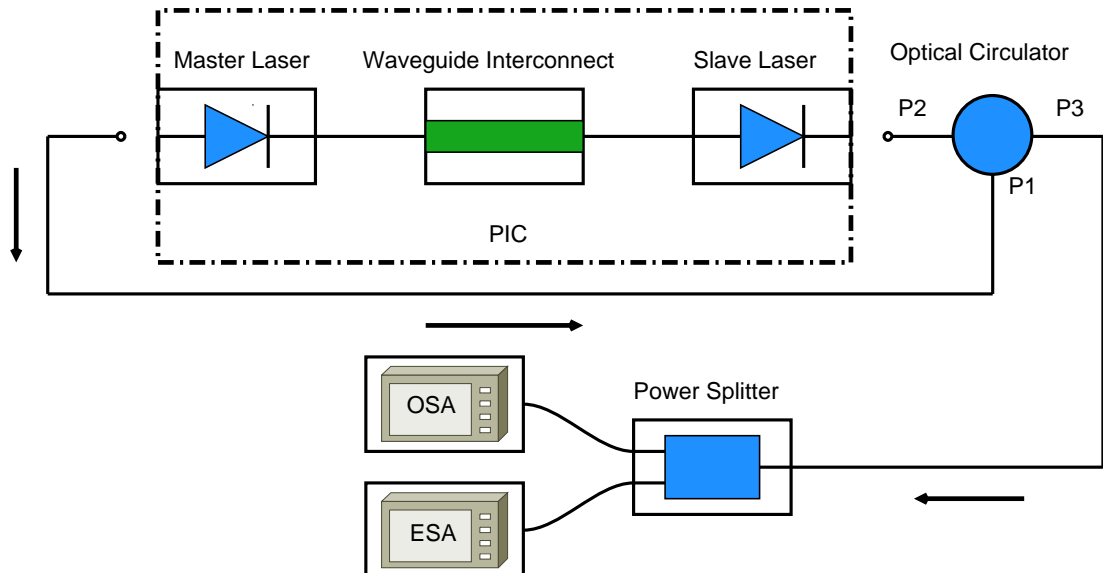 Master Laser
Waveguide Interconnect
Slave Laser
Optical Circulator
P2
P3
P1
PIC
OSA
Power Splitter
ESA